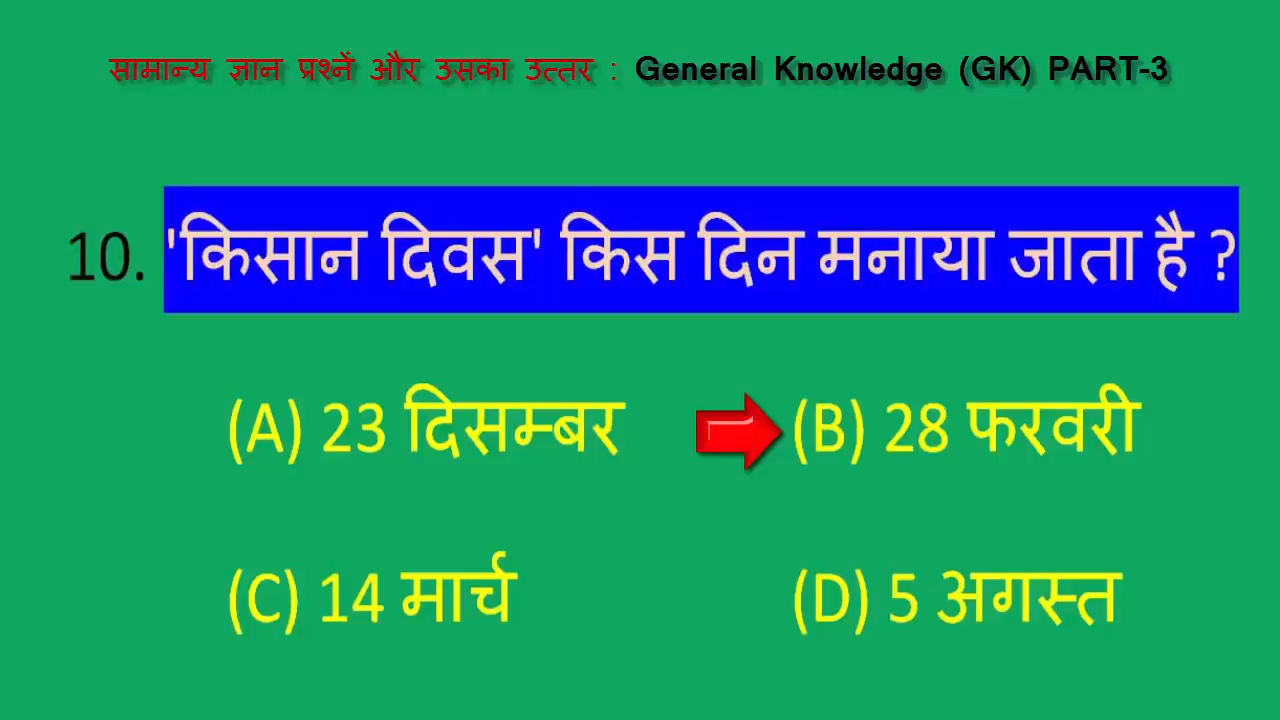 सामान्य ज्ञान प्रश्नें और उसका उत्तर : General Knowledge (GK) PART-3
10. 'किसान दिवस' किस दिन मनाया जाता है ?
(A) 23 दिसम्बर (B) 28 फरवरी
(C) 14 मार्च (D) 5 अगस्त